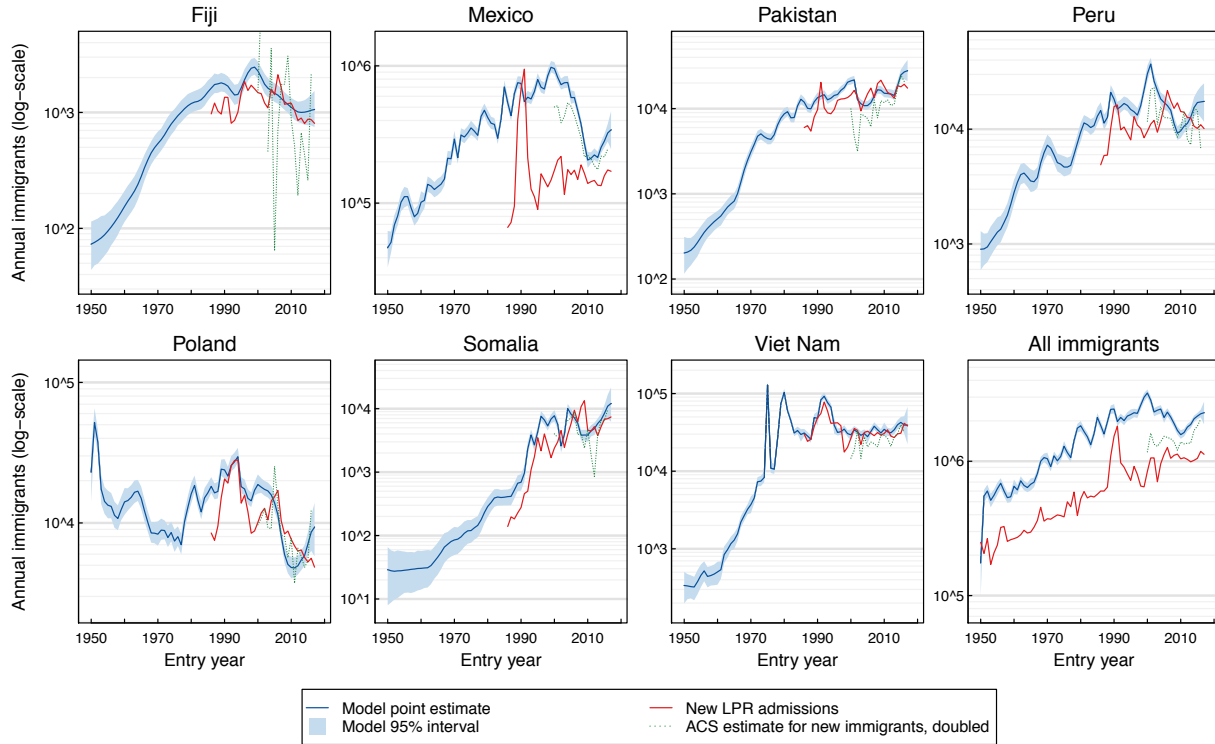 Fiji
Mexico
Pakistan
Peru
Annual immigrants (log−scale)
10^3
10^2
1950 1970 1990 2010
10^6
10^5
1950 1970 1990 2010
10^4
10^3
10^2
1950 1970 1990 2010
10^4
10^3
1950 1970 1990 2010
Poland
Somalia
Viet Nam
All immigrants
Annual immigrants (log−scale)
10^5
10^4
1950 1970 1990 2010
Entry year
10^4
10^3
10^2
10^1
1950 1970 1990 2010
Entry year
10^5
10^4
10^3
1950 1970 1990 2010
Entry year
10^6
10^5
1950 1970 1990 2010
Entry year
Model point estimate
Model 95% interval
New LPR admissions
ACS estimate for new immigrants, doubled